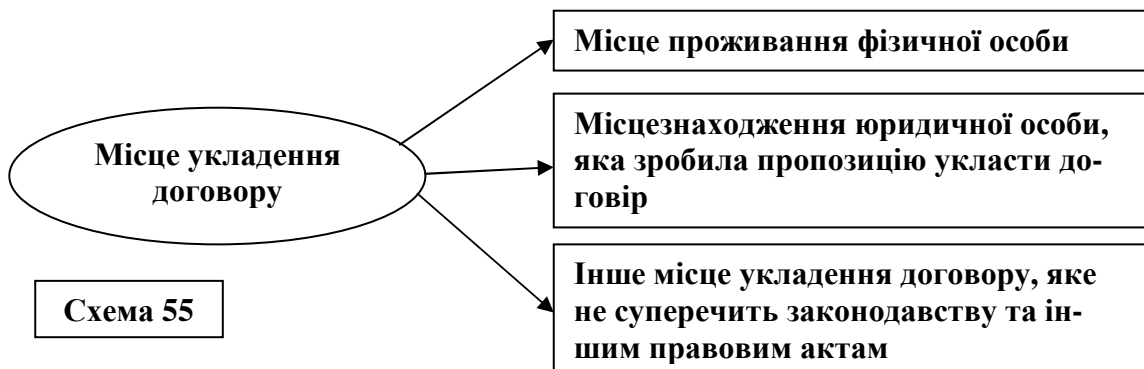 Місце проживання фізичної особи
Місце укладення
договору
Місцезнаходження юридичної особи,
яка зробила пропозицію укласти до-
говір
Інше місце укладення договору, яке
не суперечить законодавству та ін-
шим правовим актам
Схема 55